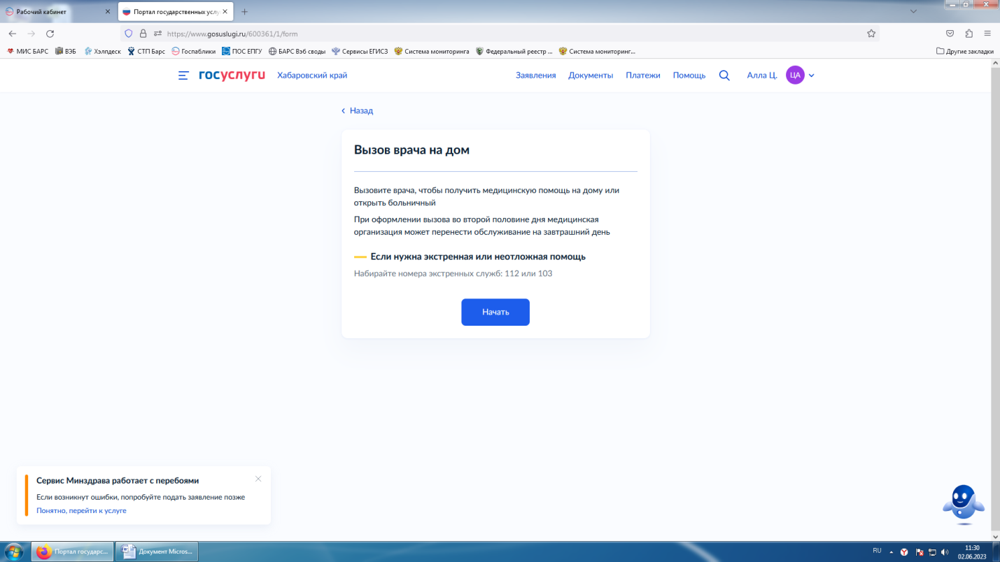 Рабочий кабинет
Портал государственных услу
https://www.gosuslugi.ru/600361/1/form
МИС БАРС
ВЭБ
Хэлпдеск
СТП Барс
Госпаблики
ПОС ЕПГУ
БАРС Вэб своды
Сервисы ЕГИСЗ
Система мониторинга
Федеральный реестр ...
Система мониторинг...
Другие закладки
госуслуги
Хабаровский край
Заявления
Документы
Платежи
Помощь
Алла Ц.
ЦА
Назад
Вызов врача на дом
Вызовите врача, чтобы получить медицинскую помощь на дому или
открыть больничный
При оформлении вызова во второй половине дня медицинская
организация может перенести обслуживание на завтрашний день
Если нужна экстренная или неотложная помощь
Набирайте номера экстренных служб: 112 или 103
Начать
Сервис Минздрава работает с перебоями
Если возникнут ошибки, попробуйте подать заявление позже
Понятно, перейти к услуге
Портал государс...
Документ Micros...
RU
11:30
02.06.2023